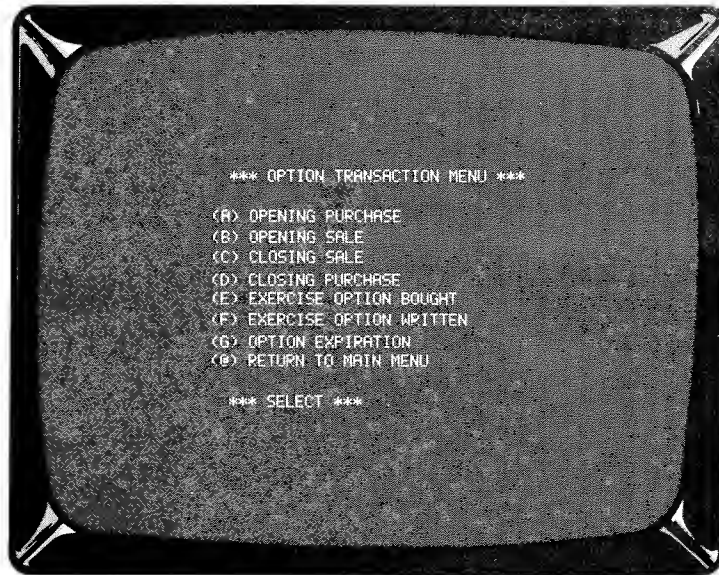 *** OPTION TRANSACTION MENU ***
(A) OPENING PURCHASE
(B) OPENING SALE
(C) CLOSING SALE
(D) CLOSING PURCHASE
(E) EXERCISE OPTION BOUGHT
(F) EXERCISE OPTION WRITTEN
(G) OPTION EXPIRATION
(@) RETURN TO MAIN MENU
*** SELECT ***